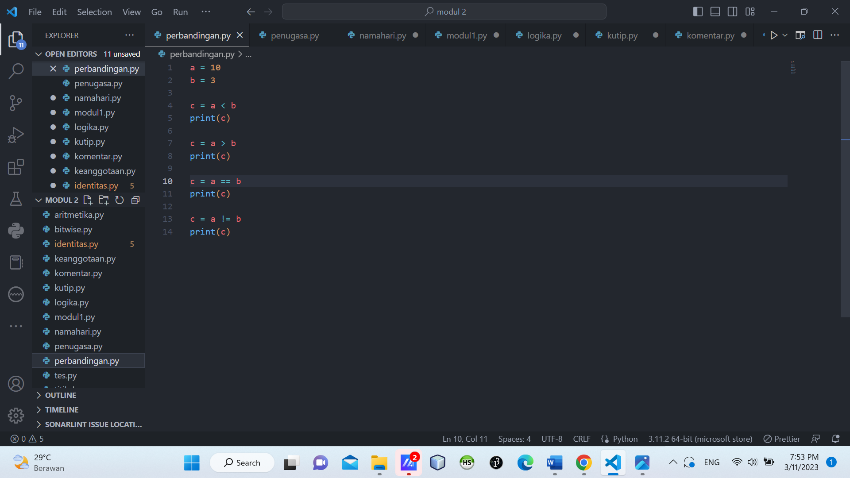 File Edit Selection View Go Run ··· modul 2
EXPLORER ···
OPEN EDITORS 11 unsaved
perbandingan.py
penugasa.py
namahari.py
modul1.py
logika.py
kutip.py
komentar.py
keanggotaan.py
identitas.py 5
MODUL 2
aritmetika.py
bitwise.py
identitas.py 5
keanggotaan.py
komentar.py
kutip.py
logika.py
modul1.py
namahari.py
penugasa.py
perbandingan.py
tes.py
OUTLINE
TIMELINE
SONARLINT ISSUE LOCATI...
11
perbandingan.py penugasa.py namahari.py modul1.py logika.py kutip.py komentar.py
perbandingan.py > ...
1 a = 10
2 b = 3
3
4 c = a < b
5 print(c)
6
7 c = a > b
8 print(c)
9
10 c = a == b
11 print(c)
12
13 c = a != b
14 print(c)
0 5 Ln 10, Col 11 Spaces: 4 UTF-8 CRLF Python 3.11.2 64-bit (microsoft store) Prettier
29°C
Berawan
Search
2
ENG
7:53 PM
3/11/2023
1